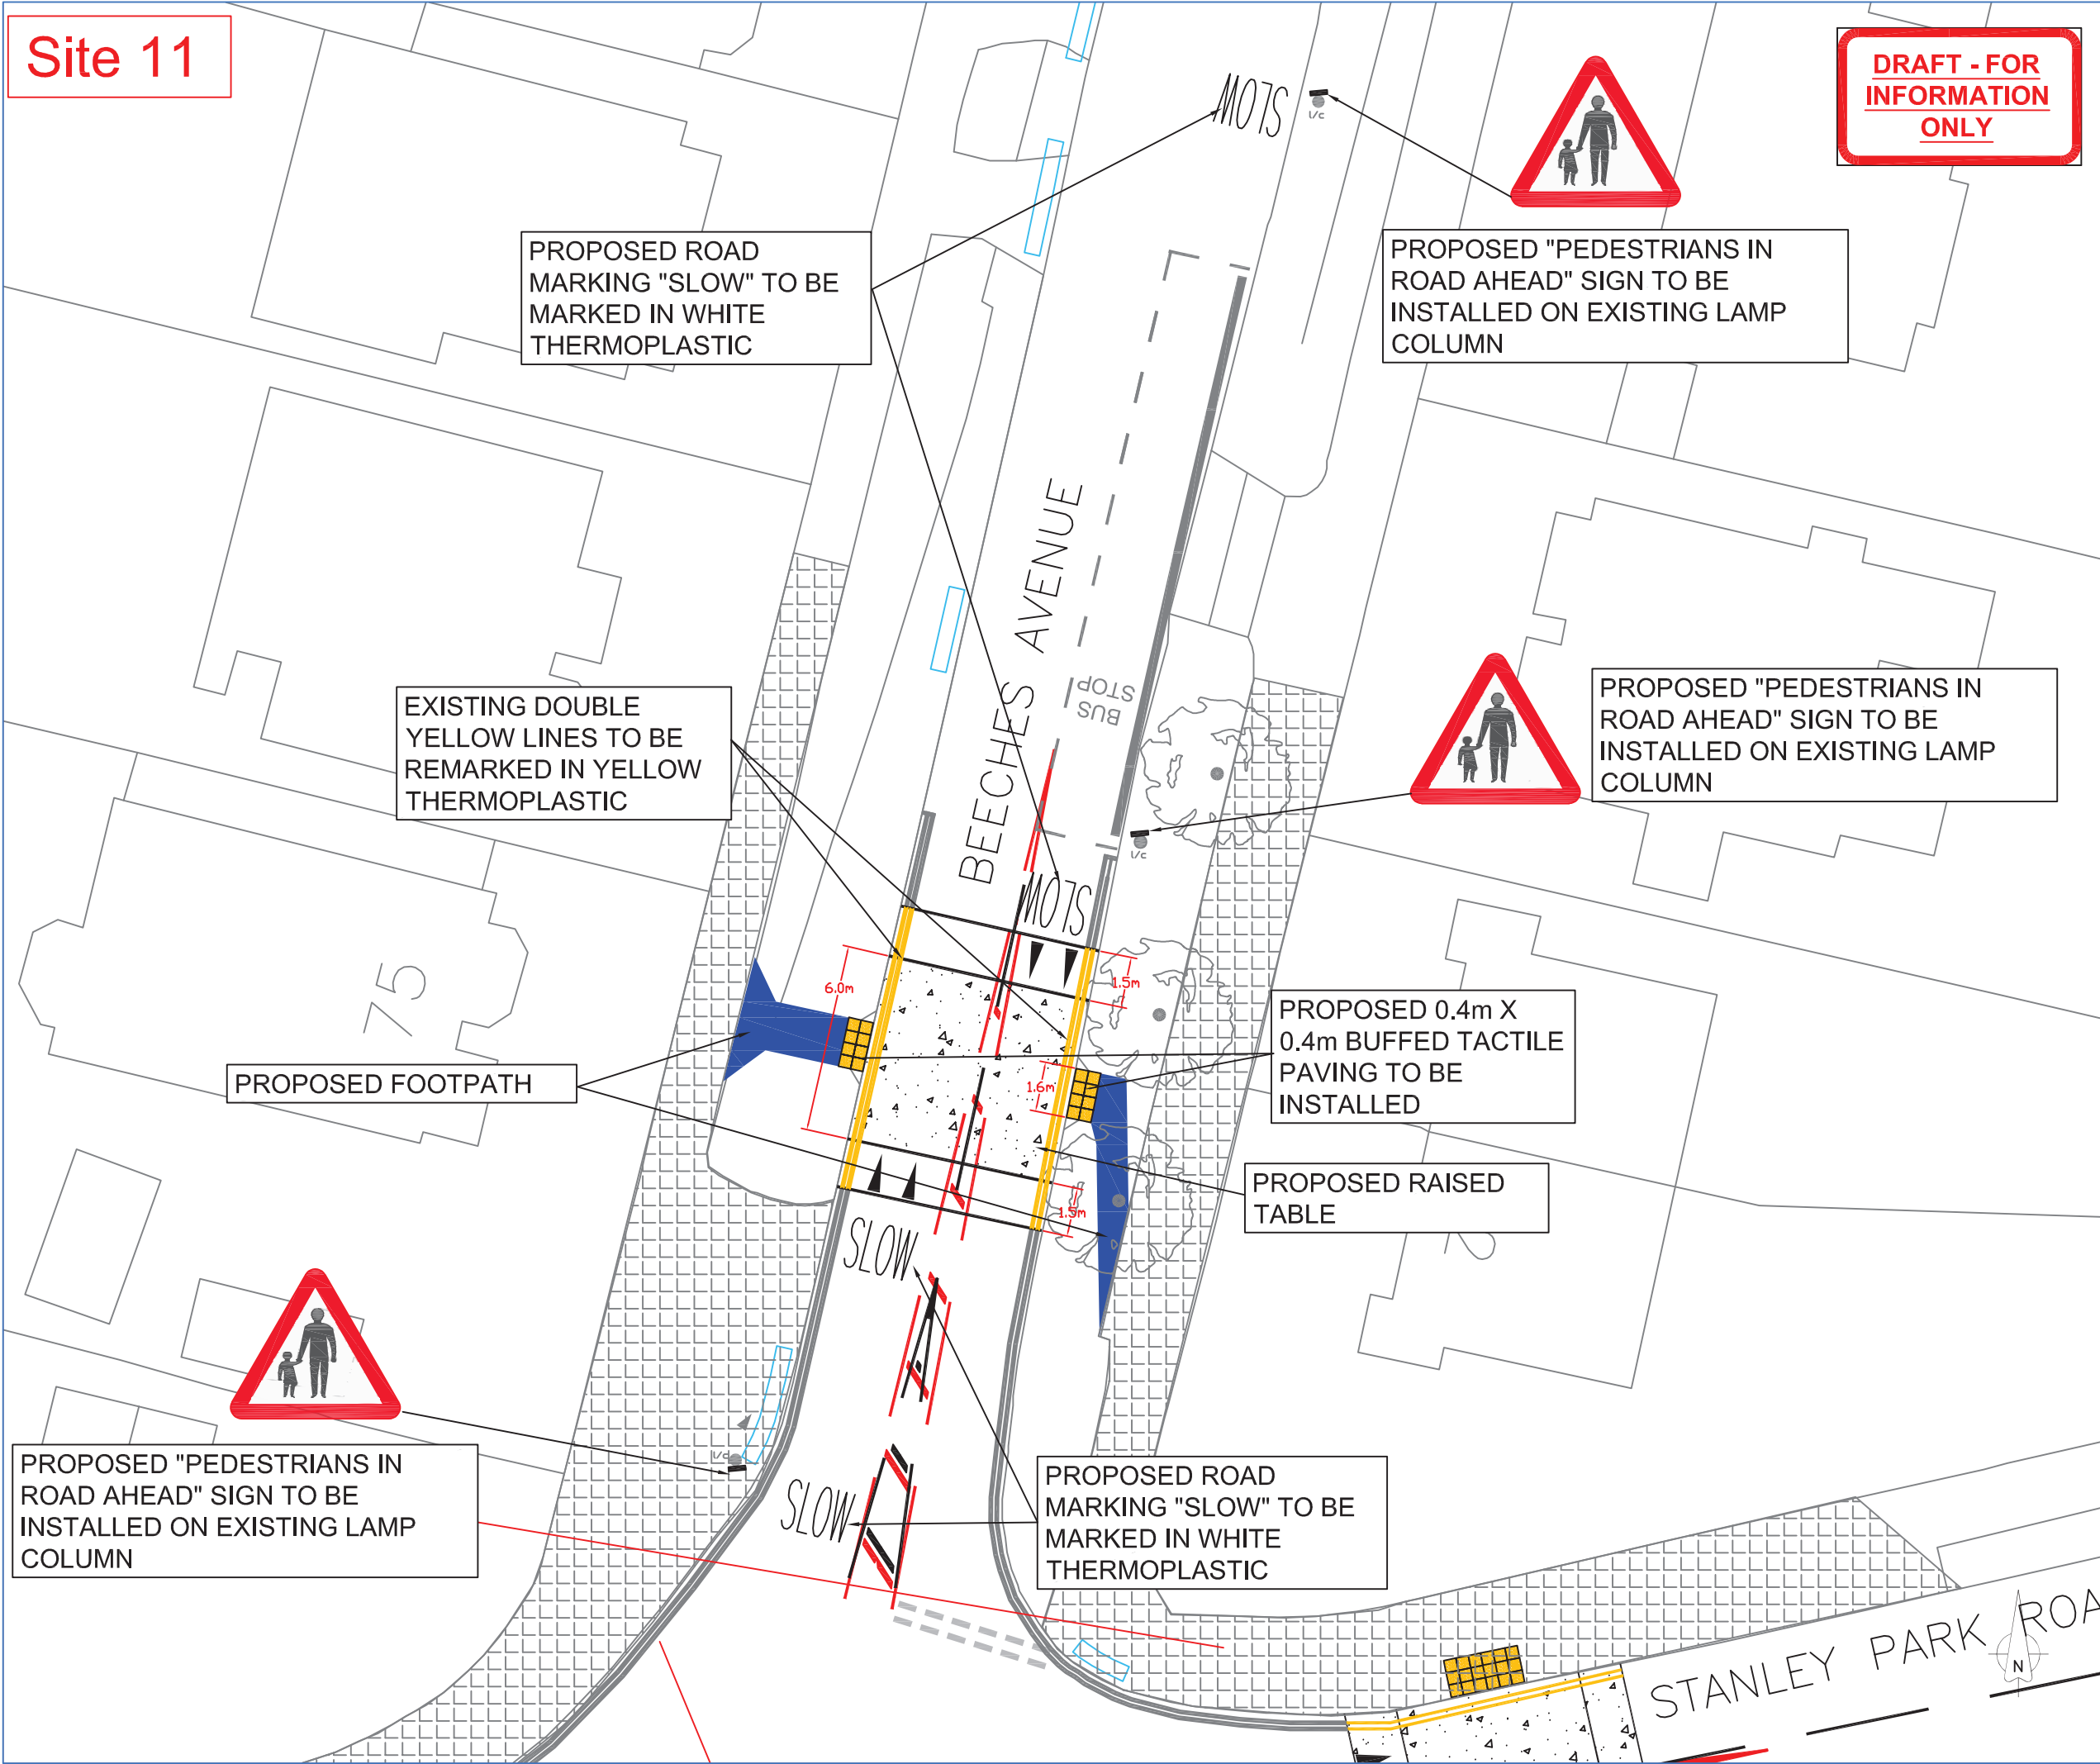 Site 11
DRAFT - FOR
INFORMATION
ONLY
SLOW
l/c
PROPOSED ROAD
MARKING "SLOW" TO BE
MARKED IN WHITE
THERMOPLASTIC
PROPOSED "PEDESTRIANS IN
ROAD AHEAD" SIGN TO BE
INSTALLED ON EXISTING LAMP
COLUMN
BEECHES AVENUE
BUS
STOP
EXISTING DOUBLE
YELLOW LINES TO BE
REMARKED IN YELLOW
THERMOPLASTIC
PROPOSED "PEDESTRIANS IN
ROAD AHEAD" SIGN TO BE
INSTALLED ON EXISTING LAMP
COLUMN
l/c
SLOW
75
6.0m
1.5m
PROPOSED 0.4m X
0.4m BUFFED TACTILE
PAVING TO BE
INSTALLED
PROPOSED FOOTPATH
1.6m
PROPOSED RAISED
TABLE
1.5m
SLOW
PROPOSED "PEDESTRIANS IN
ROAD AHEAD" SIGN TO BE
INSTALLED ON EXISTING LAMP
COLUMN
l/c
SLOW
PROPOSED ROAD
MARKING "SLOW" TO BE
MARKED IN WHITE
THERMOPLASTIC
STANLEY PARK ROA
N